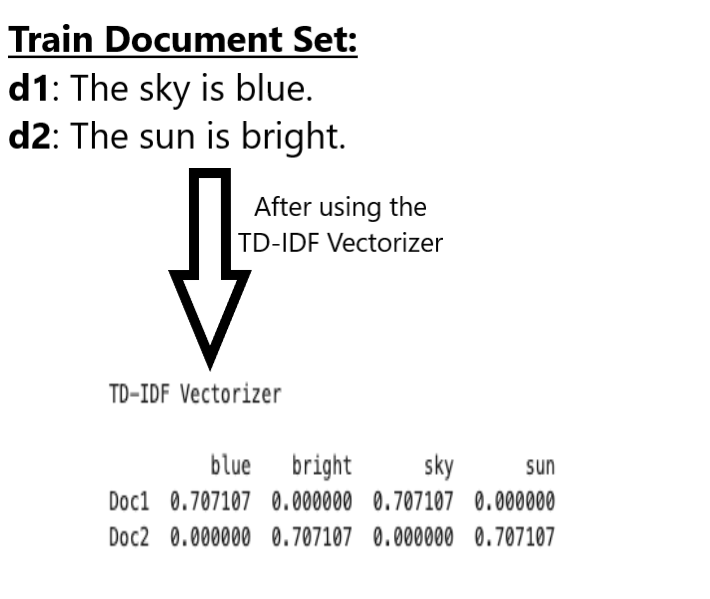 Train Document Set:
d1: The sky is blue.
d2: The sun is bright.
After using the
TD-IDF Vectorizer
TD-IDF Vectorizer
blue bright sky sun
Doc1 0.707107 0.000000 0.707107 0.000000
Doc2 0.000000 0.707107 0.000000 0.707107